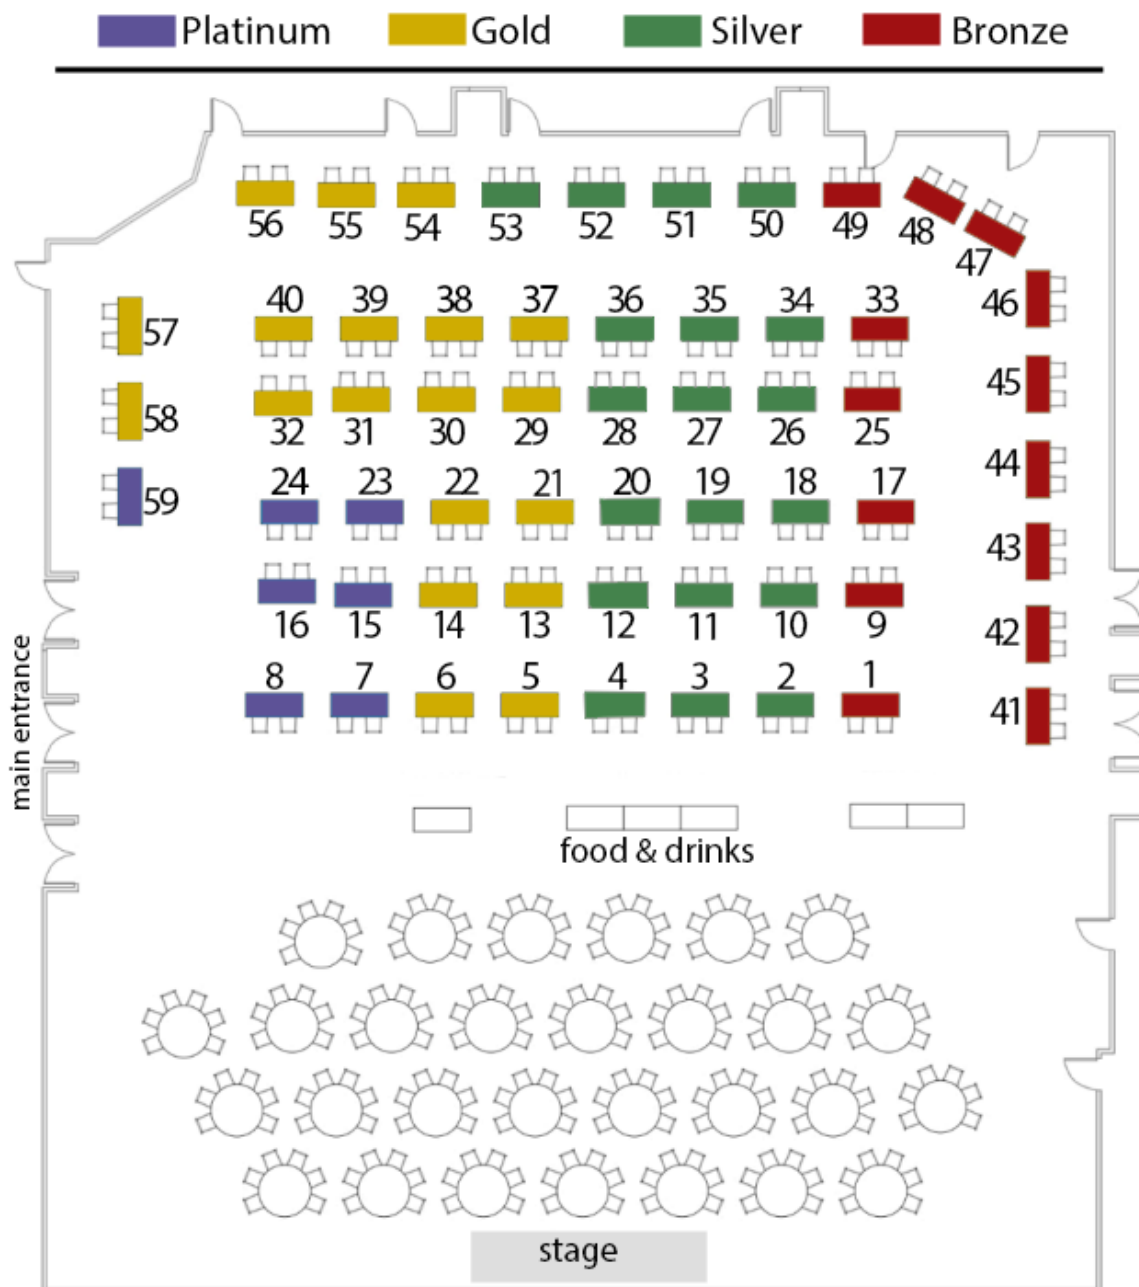 Platinum Gold Silver Bronze
56 55 54 53 52 51 50 49 48 47
40 39 38 37 36 35 34 33 46
57
58
32 31 30 29 28 27 26 25 45
59
24 23 22 21 20 19 18 17 44
43
16 15 14 13 12 11 10 9 42
8 7 6 5 4 3 2 1 41
main entrance
food & drinks
stage